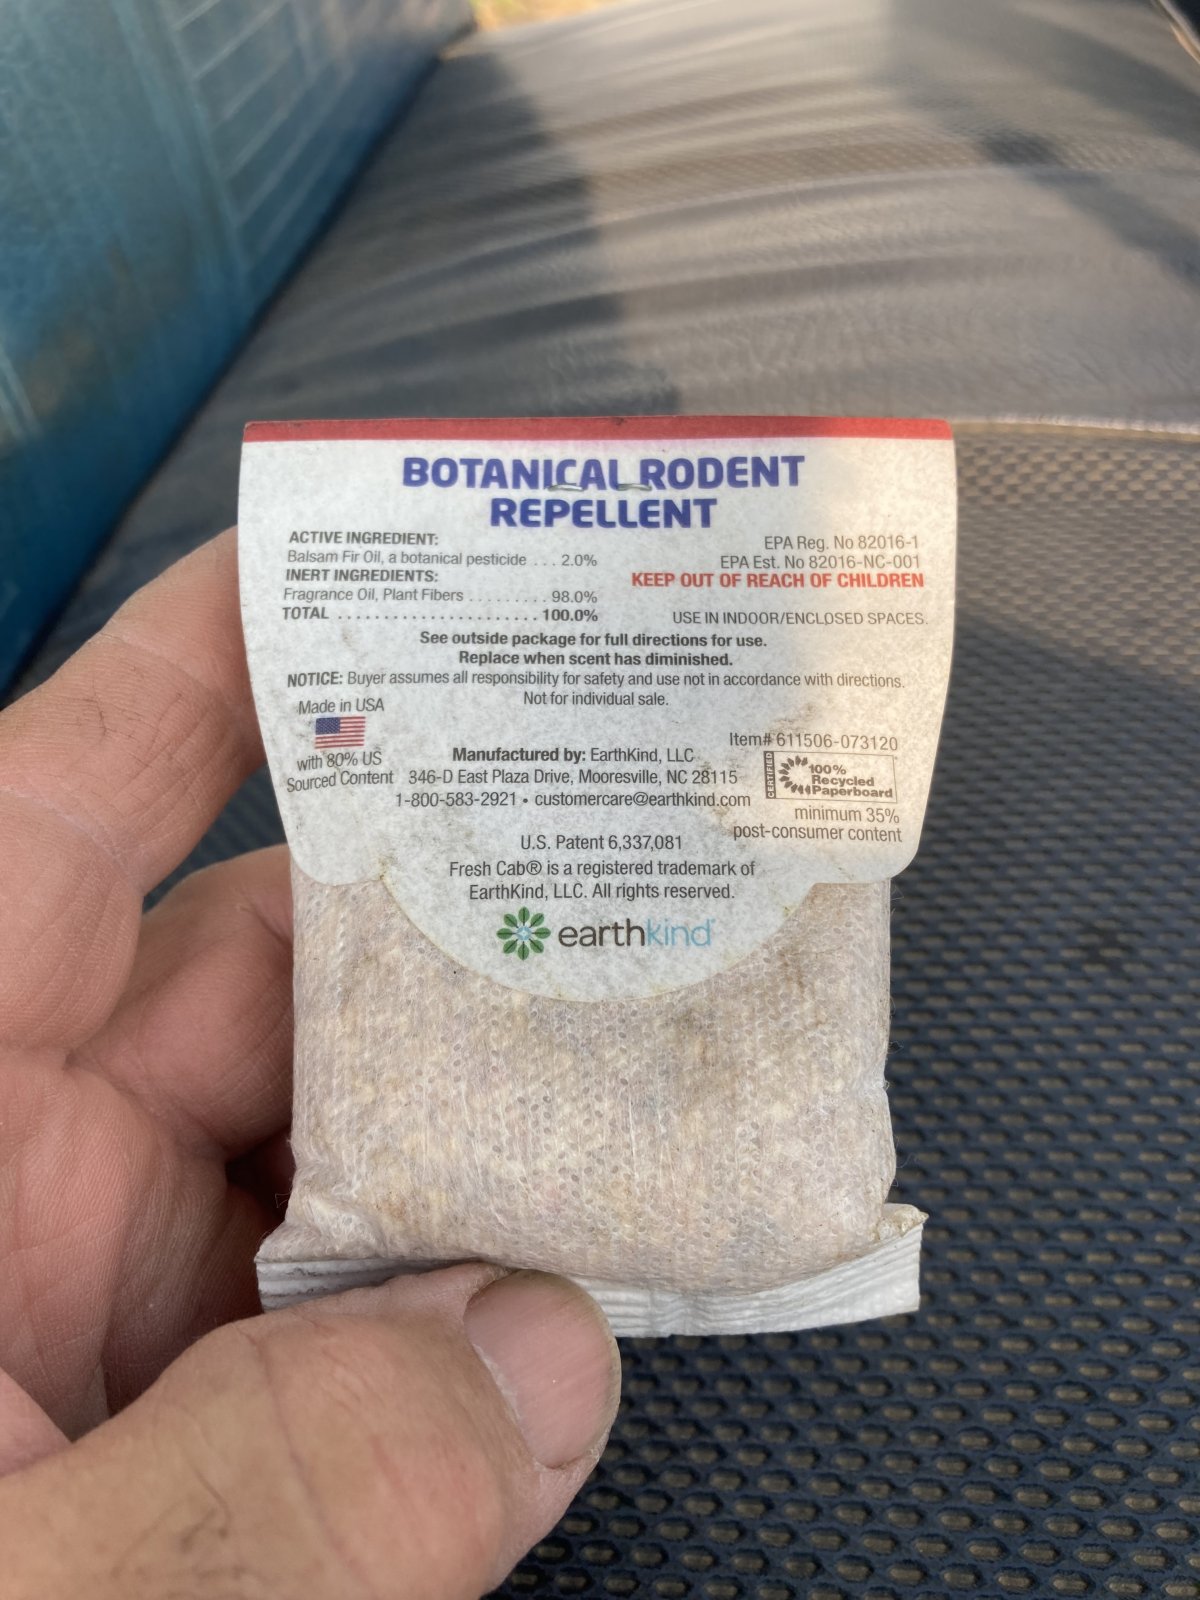 BOTANICAL RODENT
REPELLENT
ACTIVE INGREDIENT:
Balsam Fir Oil, a botanical pesticide ... 2.0%
INERT INGREDIENTS:
Fragrance Oil, Plant Fibers ......... 98.0%
TOTAL ..................... 100.0%
EPA Reg. No 82016-1
EPA Est. No 82016-NC-001
KEEP OUT OF REACH OF CHILDREN
USE IN INDOOR/ENCLOSED SPACES.
See outside package for full directions for use.
Replace when scent has diminished.
NOTICE: Buyer assumes all responsibility for safety and use not in accordance with directions.
Not for individual sale.
Made in USA
with 80% US
Sourced Content
Manufactured by: EarthKind, LLC
346-D East Plaza Drive, Mooresville, NC 28115
1-800-583-2921 • customercare@earthkind.com
Item# 611506-073120
CERTIFIED
100%
Recycled
Paperboard
minimum 35%
post-consumer content
U.S. Patent 6,337,081
Fresh Cab® is a registered trademark of
EarthKind, LLC. All rights reserved.
earthkind®